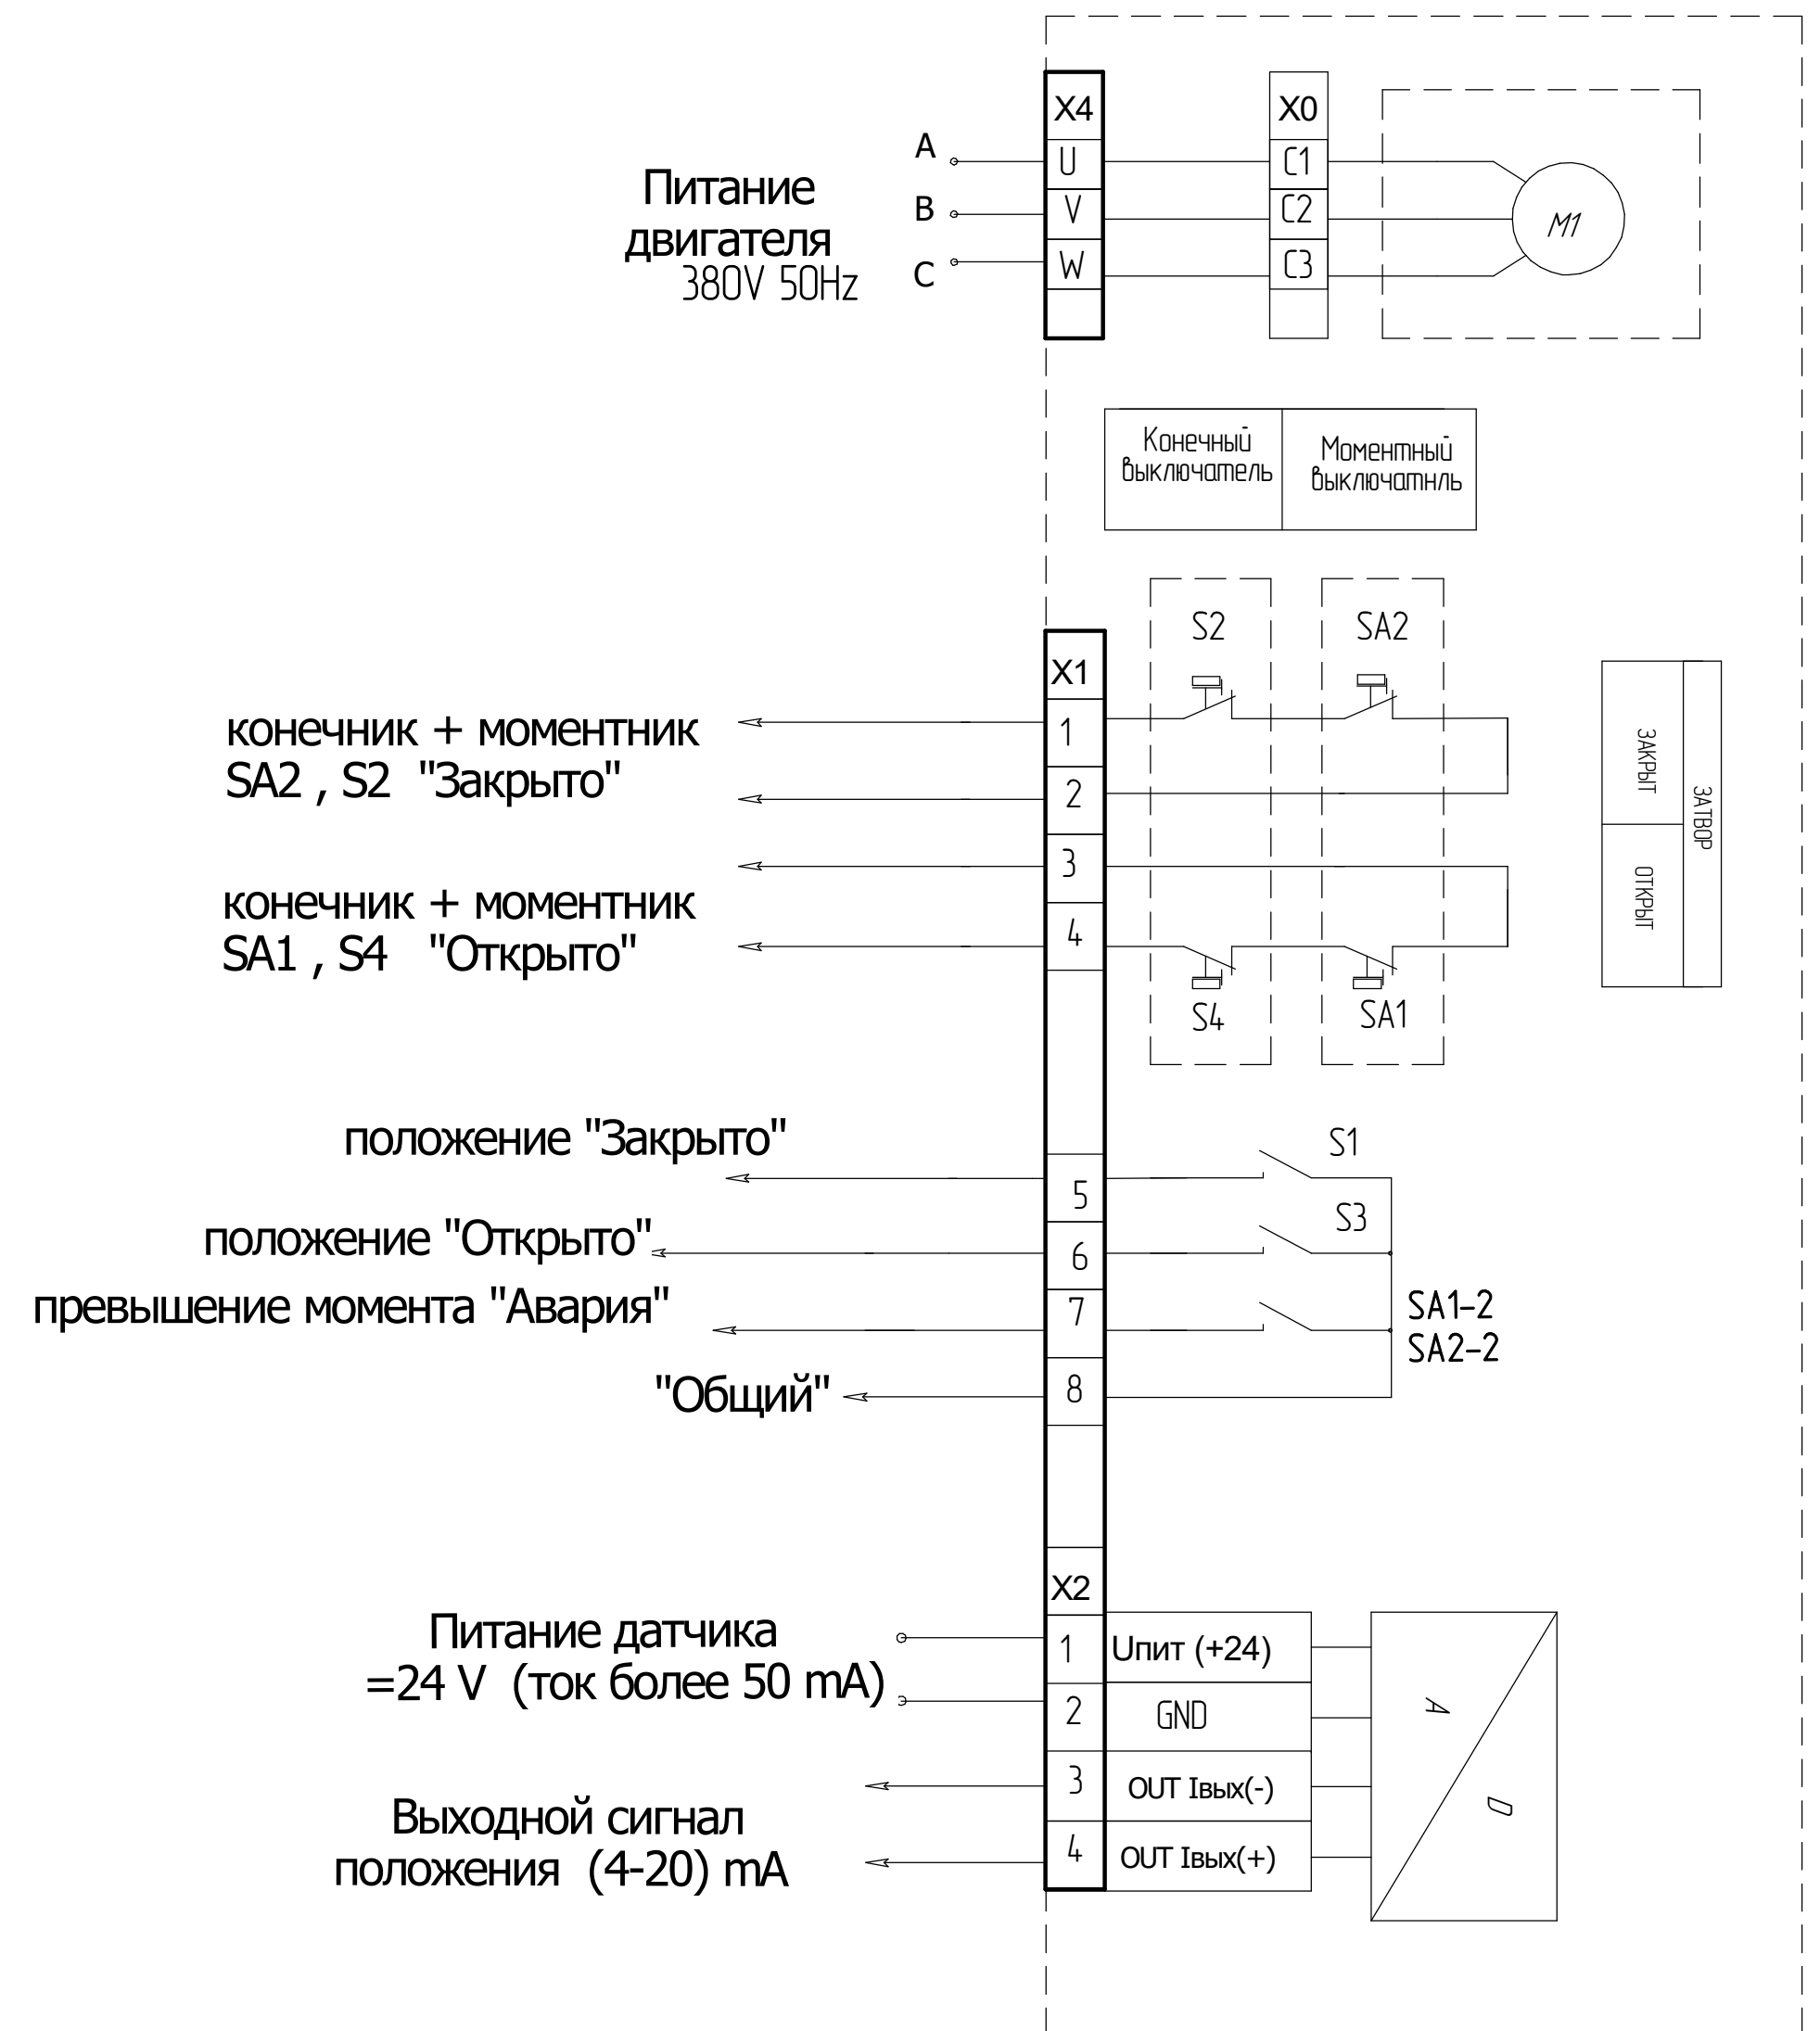 X4
X0
A
U
C1
Питание
двигателя
380V 50Hz
B
V
C2
M1
C
W
C3
Конечный
выключатель
Моментный
выключатнль
S2
SA2
X1
конечник + моментник
SA2 , S2 "Закрыто"
1
2
ЗАКРЫТ
ЗАТВОР
ОТКРЫТ
3
конечник + моментник
SA1 , S4 "Открыто"
4
S4
SA1
положение "Закрыто"
5
S1
положение "Открыто"
6
S3
превышение момента "Авария"
7
SA1-2
SA2-2
"Общий"
8
X2
Питание датчика
=24 V (ток более 50 mA)
1
Uпит (+24)
2
GND
A
D
3
OUT Iвых(-)
Выходной сигнал
положения (4-20) mA
4
OUT Iвых(+)